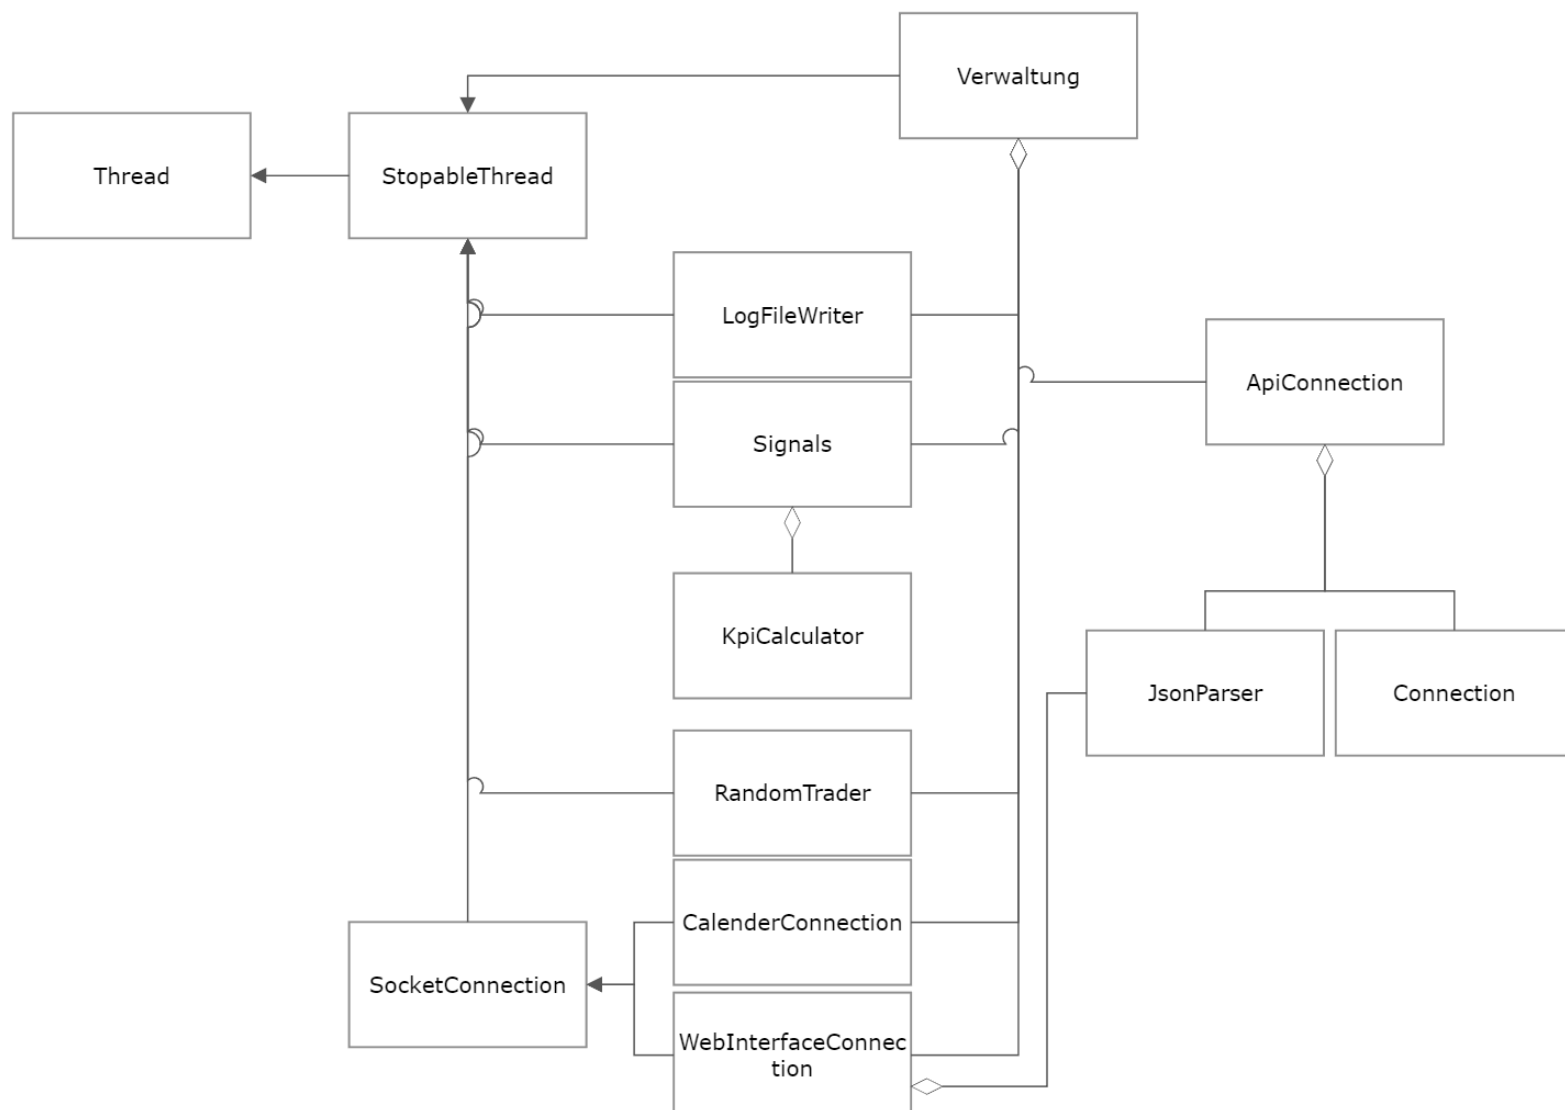 Verwaltung
Thread
StopableThread
LogFileWriter
ApiConnection
Signals
KpiCalculator
JsonParser
Connection
RandomTrader
CalenderConnection
SocketConnection
WebInterfaceConnec
tion